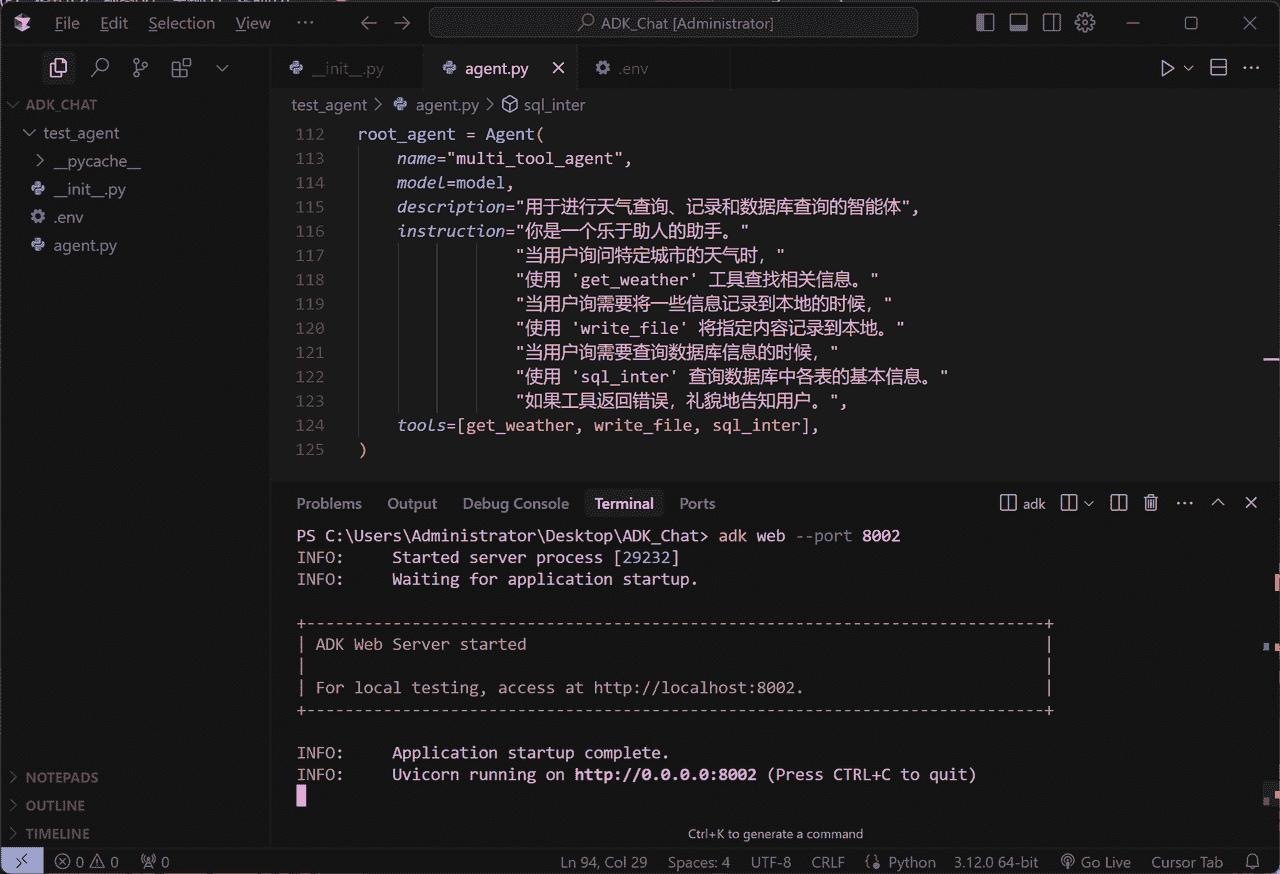 File Edit Selection View ··· ADK_Chat [Administrator]
__init__.py agent.py .env
ADK_CHAT
test_agent
__pycache__
__init__.py
.env
agent.py
NOTEPADS
OUTLINE
TIMELINE
test_agent > agent.py > sql_inter
112 root_agent = Agent(
113     name="multi_tool_agent",
114     model=model,
115     description="用于进行天气查询、记录和数据库查询的智能体",
116     instruction="你是一个乐于助人的助手。"
117                 "当用户询问特定城市的天气时，"
118                 "使用 'get_weather' 工具查找相关信息。"
119                 "当用户询需要将一些信息记录到本地的时候，"
120                 "使用 'write_file' 将指定内容记录到本地。"
121                 "当用户询需要查询数据库信息的时候，"
122                 "使用 'sql_inter' 查询数据库中各表的基本信息。"
123                 "如果工具返回错误，礼貌地告知用户。",
124     tools=[get_weather, write_file, sql_inter],
125 )
Problems Output Debug Console Terminal Ports adk
PS C:\Users\Administrator\Desktop\ADK_Chat> adk web --port 8002
INFO:     Started server process [29232]
INFO:     Waiting for application startup.
+-----------------------------------------------------------------------------+
| ADK Web Server started                                                      |
|                                                                             |
| For local testing, access at http://localhost:8002.                         |
+-----------------------------------------------------------------------------+
INFO:     Application startup complete.
INFO:     Uvicorn running on http://0.0.0.0:8002 (Press CTRL+C to quit)
Ctrl+K to generate a command
0 0 0 Ln 94, Col 29 Spaces: 4 UTF-8 CRLF Python 3.12.0 64-bit Go Live Cursor Tab